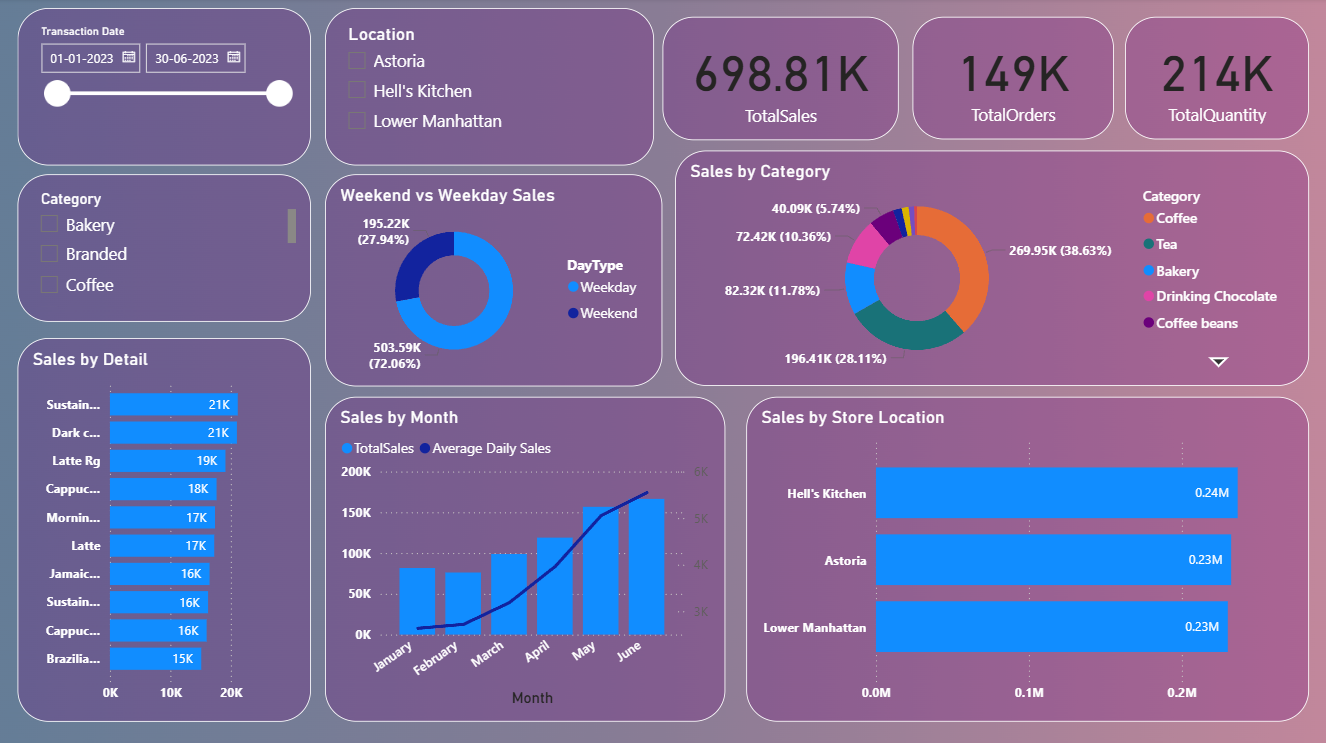 Transaction Date
01-01-2023
30-06-2023
Location
Astoria
Hell's Kitchen
Lower Manhattan
698.81K
TotalSales
149K
TotalOrders
214K
TotalQuantity
Category
Bakery
Branded
Coffee
Weekend vs Weekday Sales
195.22K
(27.94%)
503.59K
(72.06%)
DayType
Weekday
Weekend
Sales by Category
40.09K (5.74%)
72.42K (10.36%)
82.32K (11.78%)
196.41K (28.11%)
269.95K (38.63%)
Category
Coffee
Tea
Bakery
Drinking Chocolate
Coffee beans
Sales by Detail
Sustain... 21K
Dark c... 21K
Latte Rg 19K
Cappuc... 18K
Mornin... 17K
Latte 17K
Jamaic... 16K
Sustain... 16K
Cappuc... 16K
Brazilia... 15K
0K 10K 20K
Sales by Month
TotalSales Average Daily Sales
200K 6K
150K 5K
100K 4K
50K 3K
0K
January February March April May June
Month
Sales by Store Location
Hell's Kitchen 0.24M
Astoria 0.23M
Lower Manhattan 0.23M
0.0M 0.1M 0.2M